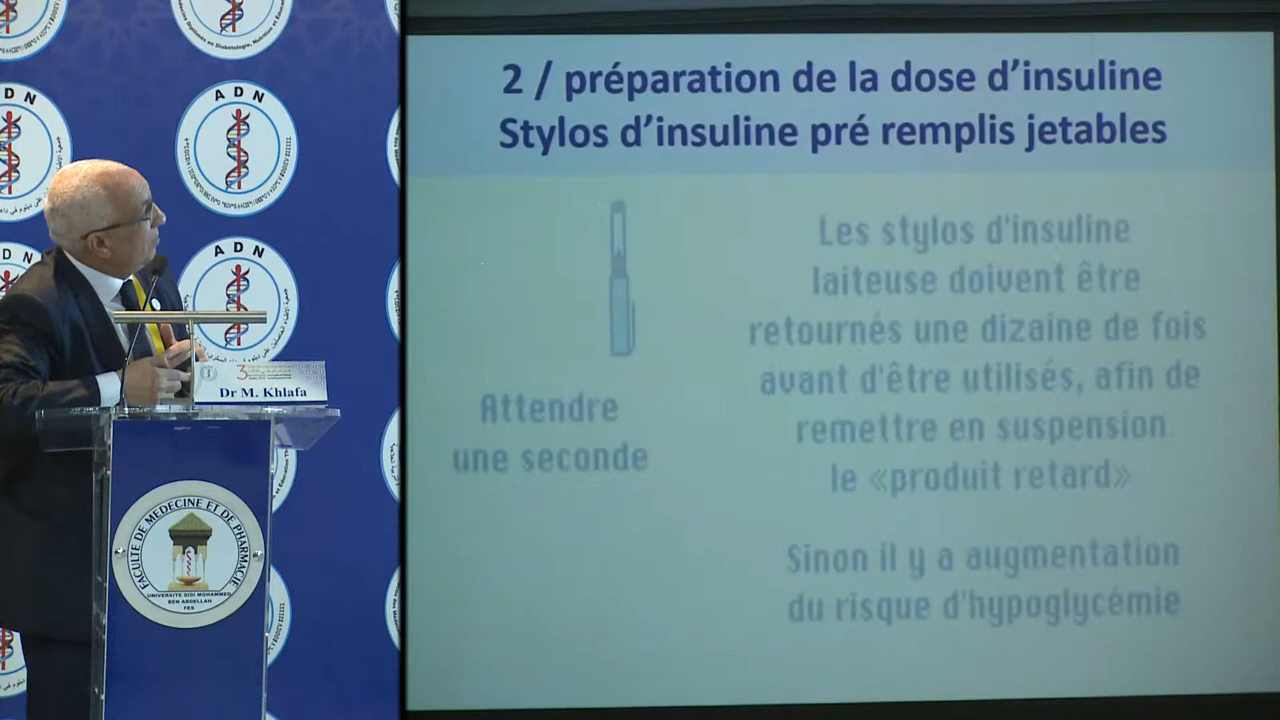 2 / préparation de la dose d'insuline
Stylos d'insuline pré remplis jetables
Les stylos d'insuline
laiteuse doivent être
retournés une dizaine de fois
avant d'être utilisés, afin de
remettre en suspension
le «produit retard»
Attendre
une seconde
Sinon il y a augmentation
du risque d'hypoglycémie
ADN
ADN
ADN
Dr M. Khlafa
FACULTE DE MEDECINE ET DE PHARMACIE
UNIVERSITE SIDI MOHAMMED
BEN ABDELLAH
FES